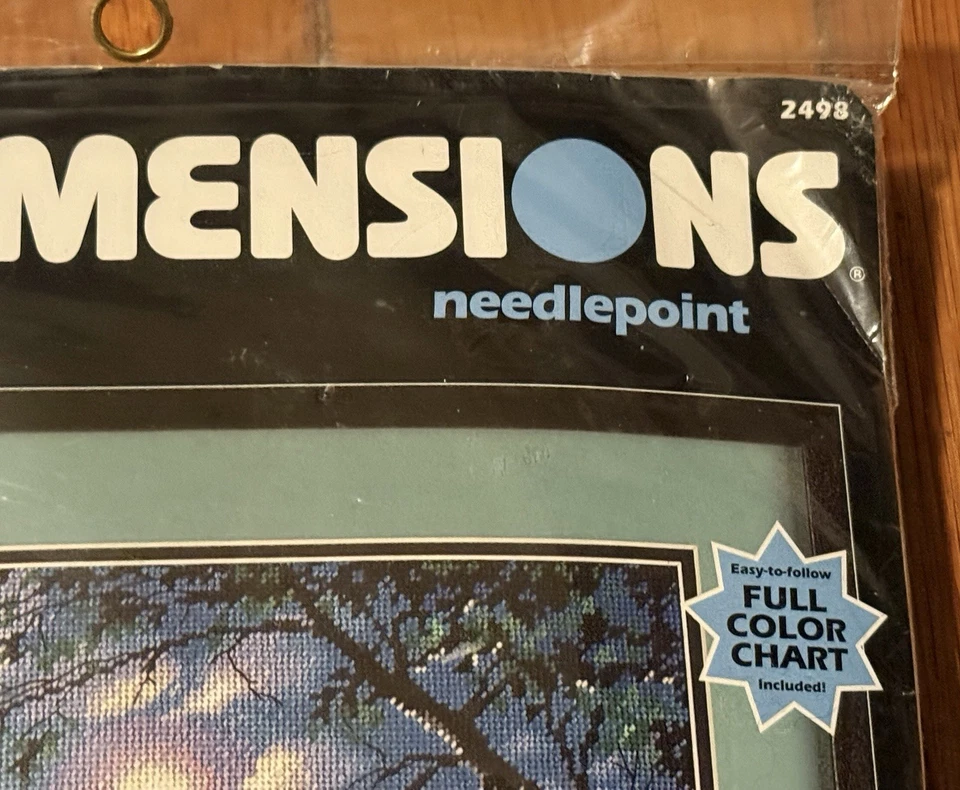 2498
MENSIONS®
needlepoint
Easy-to-follow
FULL
COLOR
CHART
Included!